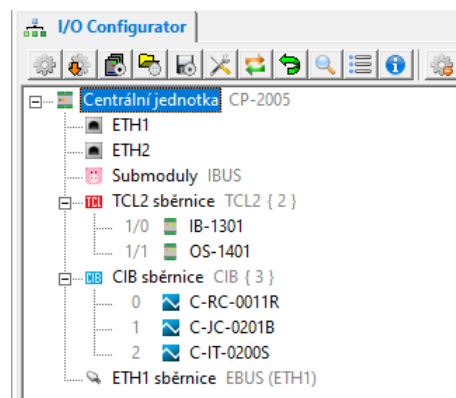 I/O Configurator
Centrální jednotka CP-2005
ETH1
ETH2
Submoduly IBUS
TCL TCL2 sběrnice TCL2 { 2 }
1/0 IB-1301
1/1 OS-1401
CIB CIB sběrnice CIB { 3 }
0 C-RC-0011R
1 C-JC-0201B
2 C-IT-0200S
ETH1 sběrnice EBUS (ETH1)